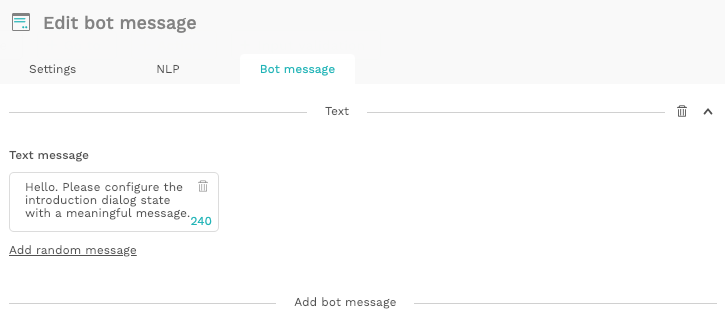 Edit bot message
Settings NLP Bot message
Text
Text message
Hello. Please configure the
introduction dialog state
with a meaningful message.
240
Add random message
Add bot message